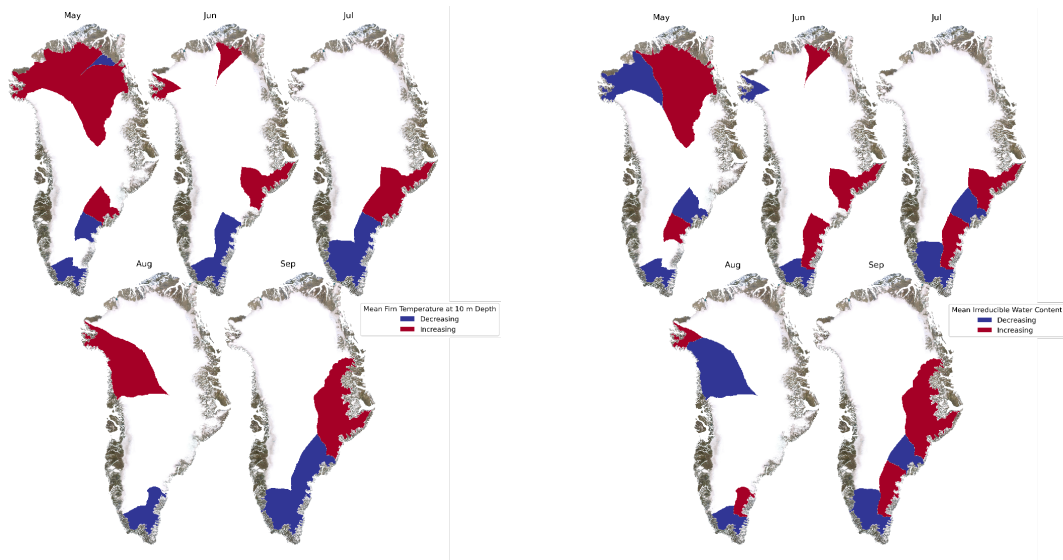 May
Jun
Jul
Aug
Sep
Mean Firn Temperature at 10 m Depth
Decreasing
Increasing
May
Jun
Jul
Aug
Sep
Mean Irreducible Water Content
Decreasing
Increasing